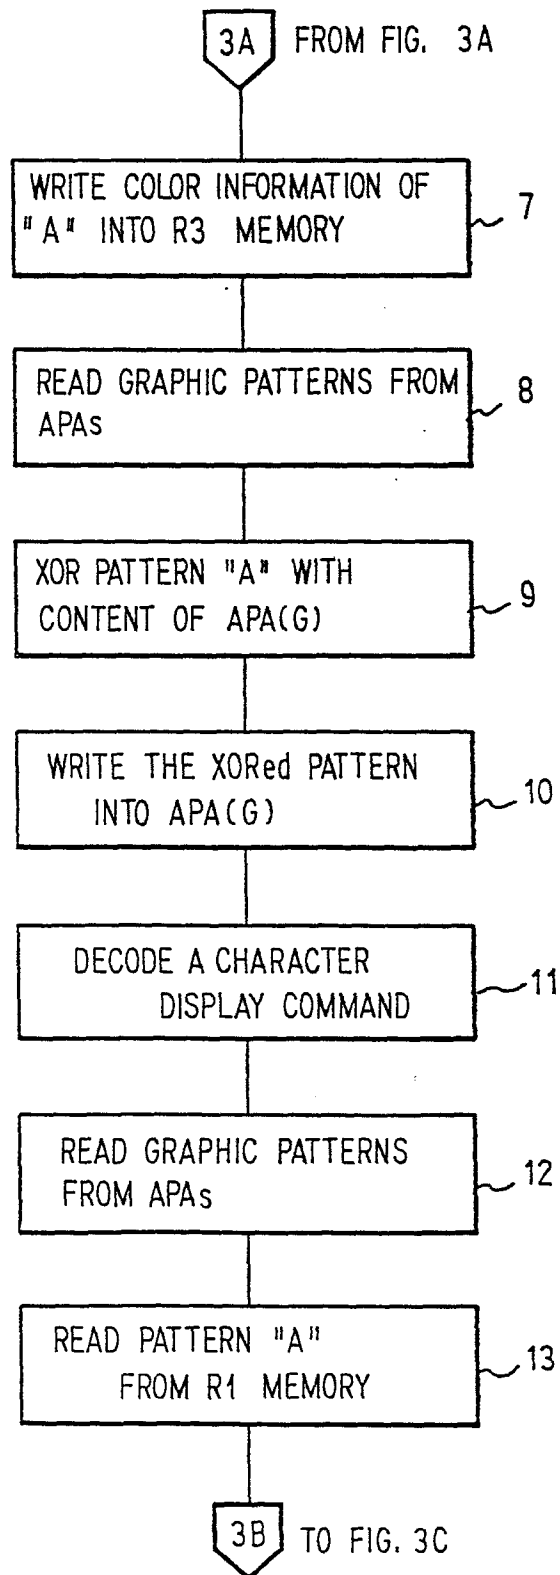 3A FROM FIG. 3A
WRITE COLOR INFORMATION OF
"A" INTO R3 MEMORY
7
READ GRAPHIC PATTERNS FROM
APAs
8
XOR PATTERN "A" WITH
CONTENT OF APA(G)
9
WRITE THE XORed PATTERN
INTO APA(G)
10
DECODE A CHARACTER
DISPLAY COMMAND
11
READ GRAPHIC PATTERNS
FROM APAs
12
READ PATTERN "A"
FROM R1 MEMORY
13
3B TO FIG. 3C